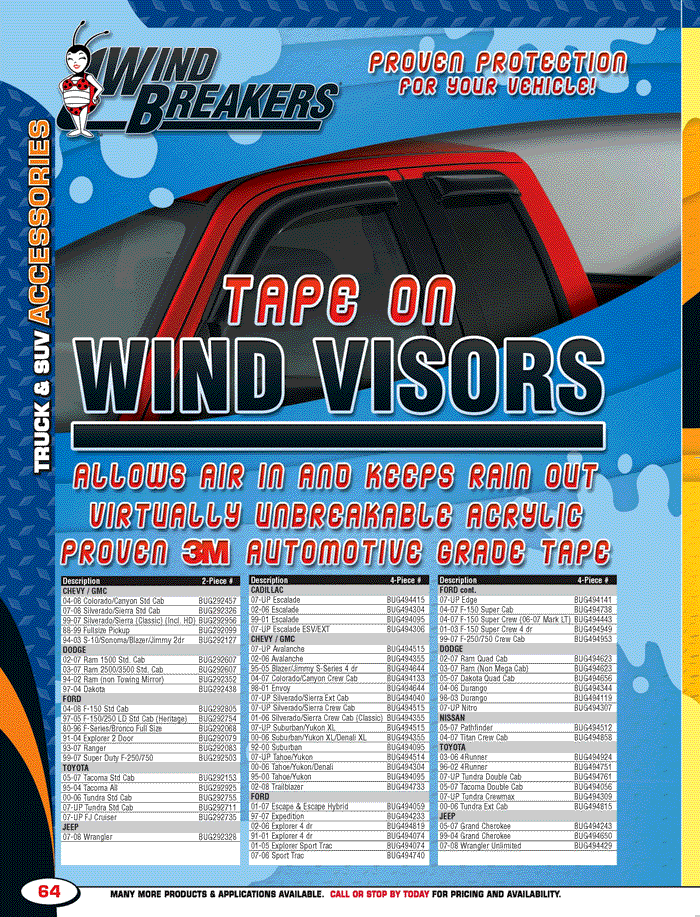 WIND
BREAKERS
PROVEN PROTECTION
FOR YOUR VEHICLE!
TRUCK & SUV ACCESSORIES
TAPE ON
WIND VISORS
ALLOWS AIR IN AND KEEPS RAIN OUT
VIRTUALLY UNBREAKABLE ACRYLIC
PROVEN 3M AUTOMOTIVE GRADE TAPE
Description 2-Piece #
CHEVY / GMC
04-08 Colorado/Canyon Std Cab BUG292457
07-08 Silverado/Sierra Std Cab BUG292326
99-07 Silverado/Sierra (Classic) (Incl. HD) BUG292956
88-99 Fullsize Pickup BUG292099
94-03 S-10/Sonoma/Blazer/Jimmy 2dr BUG292127
DODGE
02-07 Ram 1500 Std. Cab BUG292607
03-07 Ram 2500/3500 Std. Cab BUG292607
94-02 Ram (non Towing Mirror) BUG292352
97-04 Dakota BUG292438
FORD
04-08 F-150 Std Cab BUG292805
97-05 F-150/250 LD Std Cab (Heritage) BUG292754
80-96 F-Series/Bronco Full Size BUG292068
91-04 Explorer 2 Door BUG292079
93-07 Ranger BUG292083
99-07 Super Duty F-250/750 BUG292503
TOYOTA
05-07 Tacoma Std Cab BUG292153
95-04 Tacoma All BUG292925
00-06 Tundra Std Cab BUG292755
07-UP Tundra Std Cab BUG292711
07-UP FJ Cruiser BUG292735
JEEP
07-08 Wrangler BUG292328
Description 4-Piece #
CADILLAC
07-UP Escalade BUG494415
02-06 Escalade BUG494304
99-01 Escalade BUG494095
07-UP Escalade ESV/EXT BUG494306
CHEVY / GMC
07-UP Avalanche BUG494515
02-06 Avalanche BUG494355
95-05 Blazer/Jimmy S-Series 4 dr BUG494644
04-07 Colorado/Canyon Crew Cab BUG494133
98-01 Envoy BUG494644
07-UP Silverado/Sierra Ext Cab BUG494040
07-UP Silverado/Sierra Crew Cab BUG494515
01-06 Silverado/Sierra Crew Cab (Classic) BUG494355
07-UP Suburban/Yukon XL BUG494515
00-06 Suburban/Yukon XL/Denali XL BUG494355
92-00 Suburban BUG494095
07-UP Tahoe/Yukon BUG494514
00-06 Tahoe/Yukon/Denali BUG494304
95-00 Tahoe/Yukon BUG494095
02-08 Trailblazer BUG494733
FORD
01-07 Escape & Escape Hybrid BUG494059
97-07 Expedition BUG494233
02-06 Explorer 4 dr BUG494819
91-01 Explorer 4 dr BUG494074
01-05 Explorer Sport Trac BUG494074
07-08 Sport Trac BUG494740
Description 4-Piece #
FORD cont.
07-UP Edge BUG494141
04-07 F-150 Super Cab BUG494738
04-07 F-150 Super Crew (06-07 Mark LT) BUG494443
01-03 F-150 Super Crew 4 dr BUG494949
99-07 F-250/750 Crew Cab BUG494953
DODGE
02-07 Ram Quad Cab BUG494623
03-07 Ram (Non Mega Cab) BUG494623
05-07 Dakota Quad Cab BUG494656
04-06 Durango BUG494344
98-03 Durango BUG494119
07-UP Nitro BUG494307
NISSAN
05-07 Pathfinder BUG494512
04-07 Titan Crew Cab BUG494858
TOYOTA
03-06 4Runner BUG494924
96-02 4Runner BUG494751
07-UP Tundra Double Cab BUG494761
05-07 Tacoma Double Cab BUG494056
07-UP Tundra Crewmax BUG494309
00-06 Tundra Ext Cab BUG494815
JEEP
05-07 Grand Cherokee BUG494243
99-04 Grand Cherokee BUG494650
07-08 Wrangler Unlimited BUG494429
64
MANY MORE PRODUCTS & APPLICATIONS AVAILABLE. CALL OR STOP BY TODAY FOR PRICING AND AVAILABILITY.